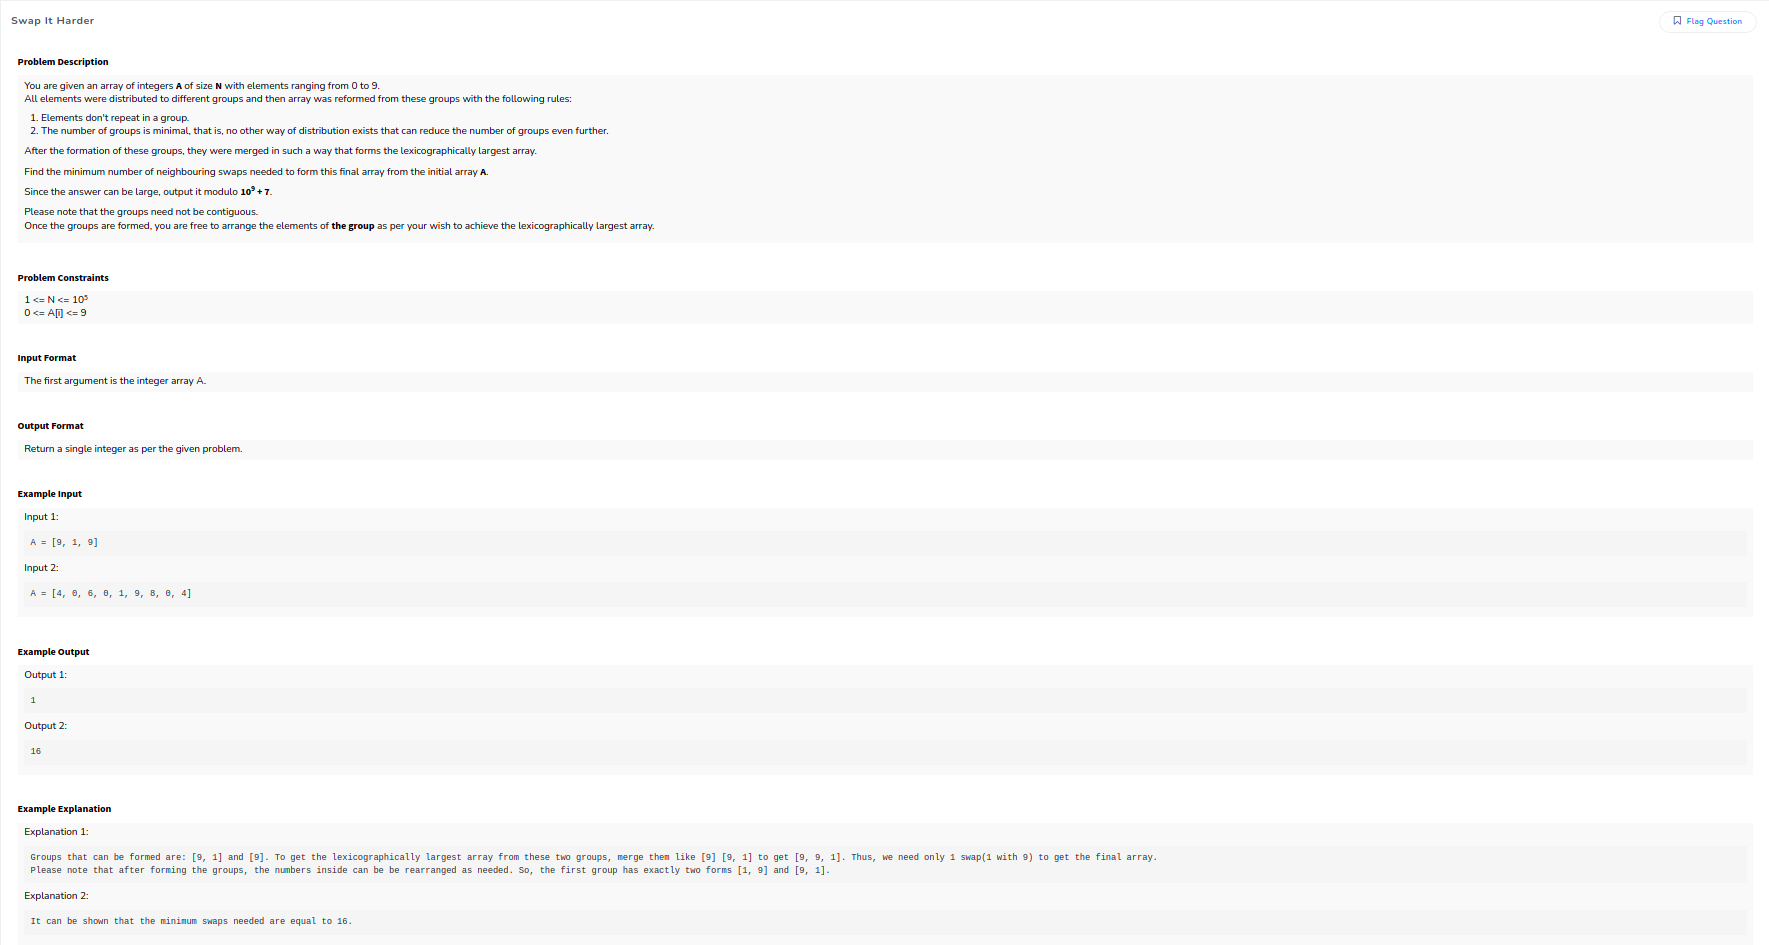 Swap It Harder
Flag Question
Problem Description
You are given an array of integers A of size N with elements ranging from 0 to 9.
All elements were distributed to different groups and then array was reformed from these groups with the following rules:
1. Elements don't repeat in a group.
2. The number of groups is minimal, that is, no other way of distribution exists that can reduce the number of groups even further.
After the formation of these groups, they were merged in such a way that forms the lexicographically largest array.
Find the minimum number of neighbouring swaps needed to form this final array from the initial array A.
Since the answer can be large, output it modulo 10⁹ + 7.
Please note that the groups need not be contiguous.
Once the groups are formed, you are free to arrange the elements of the group as per your wish to achieve the lexicographically largest array.
Problem Constraints
1 <= N <= 10⁵
0 <= A[i] <= 9
Input Format
The first argument is the integer array A.
Output Format
Return a single integer as per the given problem.
Example Input
Input 1:
A = [9, 1, 9]
Input 2:
A = [4, 0, 6, 0, 1, 9, 8, 0, 4]
Example Output
Output 1:
1
Output 2:
16
Example Explanation
Explanation 1:
Groups that can be formed are: [9, 1] and [9]. To get the lexicographically largest array from these two groups, merge them like [9] [9, 1] to get [9, 9, 1]. Thus, we need only 1 swap(1 with 9) to get the final array.
Please note that after forming the groups, the numbers inside can be be rearranged as needed. So, the first group has exactly two forms [1, 9] and [9, 1].
Explanation 2:
It can be shown that the minimum swaps needed are equal to 16.